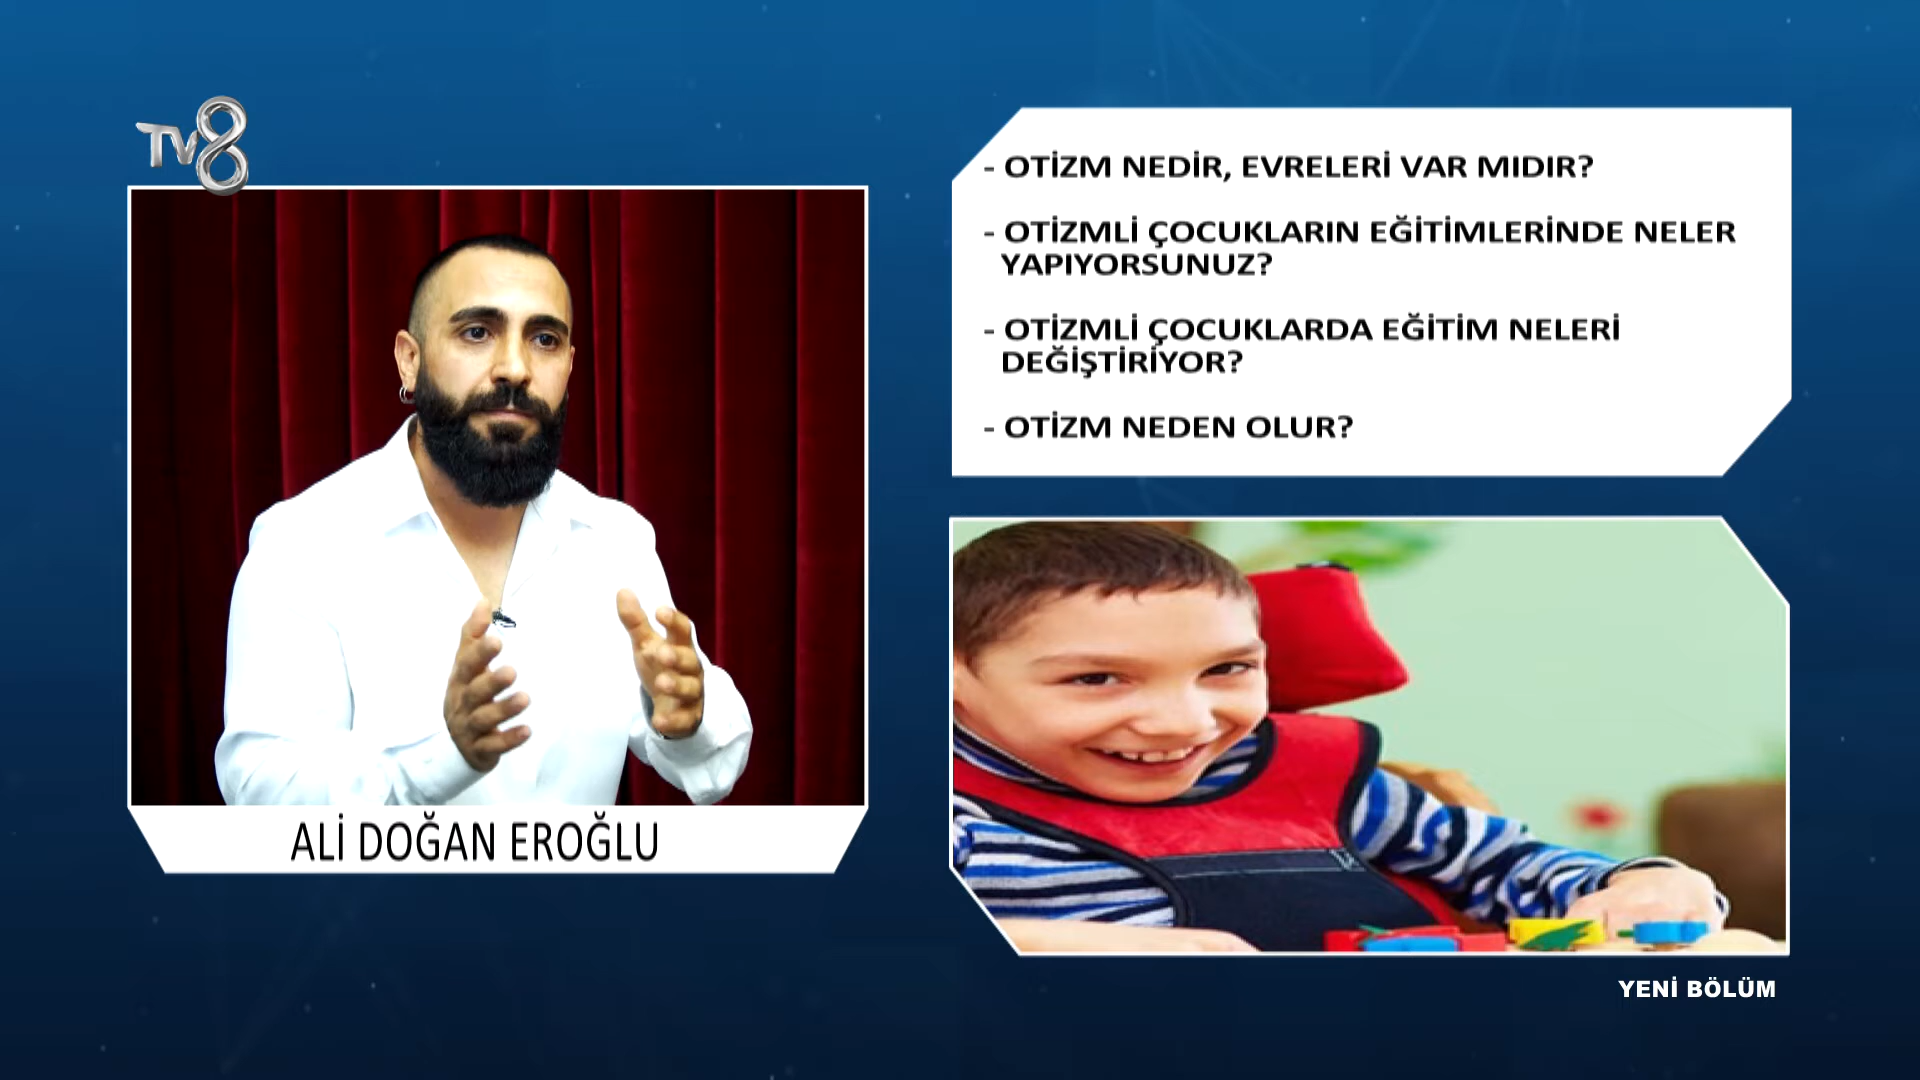 TV8
ALİ DOĞAN EROĞLU
- OTİZM NEDİR, EVRELERİ VAR MIDIR?
- OTİZMLİ ÇOCUKLARIN EĞİTİMLERİNDE NELER
YAPIYORSUNUZ?
- OTİZMLİ ÇOCUKLARDA EĞİTİM NELERİ
DEĞİŞTİRİYOR?
- OTİZM NEDEN OLUR?
YENİ BÖLÜM